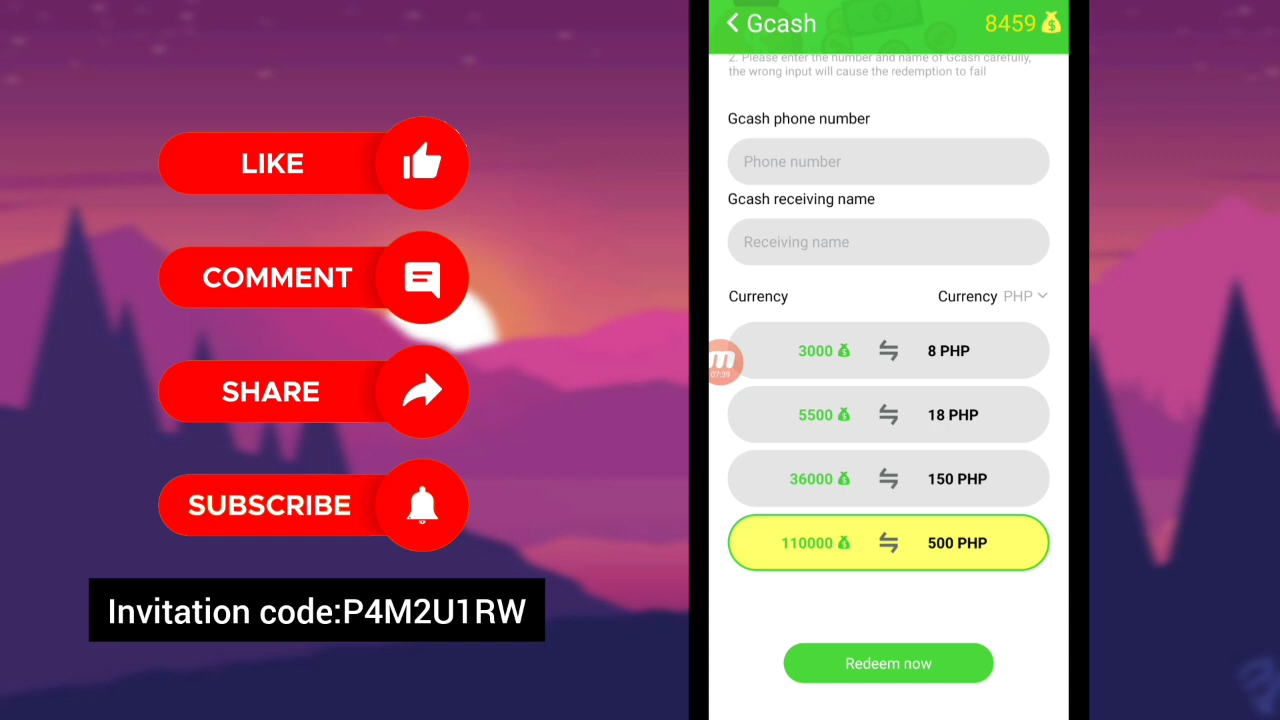 LIKE
COMMENT
SHARE
SUBSCRIBE
Invitation code:P4M2U1RW
Gcash
8459
2. Please enter the number and name of Gcash carefully,
the wrong input will cause the redemption to fail
Gcash phone number
Phone number
Gcash receiving name
Receiving name
Currency
Currency PHP
3000
8 PHP
07:39
5500
18 PHP
36000
150 PHP
110000
500 PHP
Redeem now